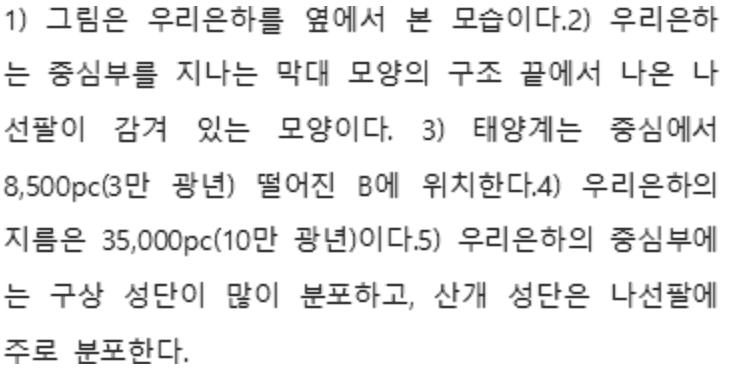 1) 그림은 우리은하를 옆에서 본 모습이다.2) 우리은하
는 중심부를 지나는 막대 모양의 구조 끝에서 나온 나
선팔이 감겨 있는 모양이다. 3) 태양계는 중심에서
8,500pc(3만 광년) 떨어진 B에 위치한다.4) 우리은하의
지름은 35,000pc(10만 광년)이다.5) 우리은하의 중심부에
는 구상 성단이 많이 분포하고, 산개 성단은 나선팔에
주로 분포한다.